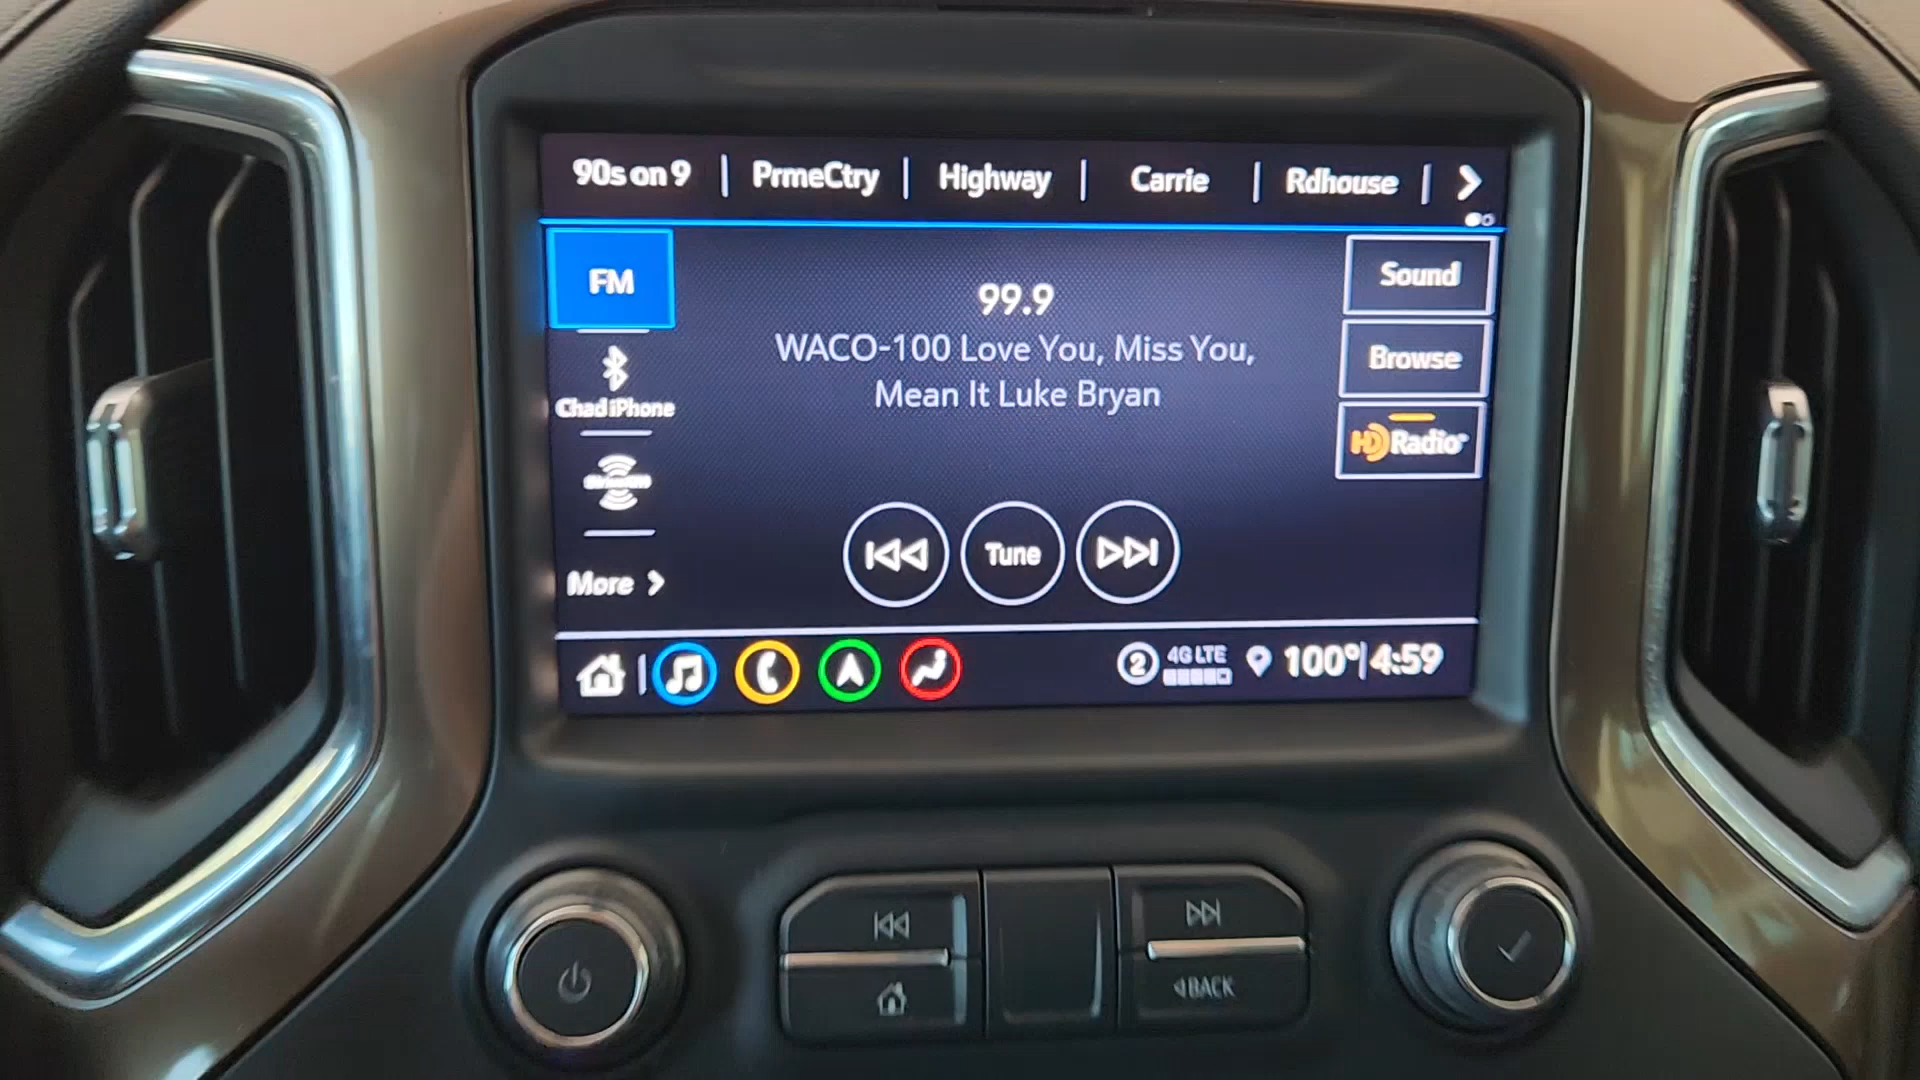 90s on 9 | PrmeCtry | Highway | Carrie | Rdhouse |
FM
99.9
WACO-100 Love You, Miss You,
Mean It Luke Bryan
Sound
Browse
HD Radio
Chad iPhone
More
Tune
2 4G LTE 100° | 4:59
BACK